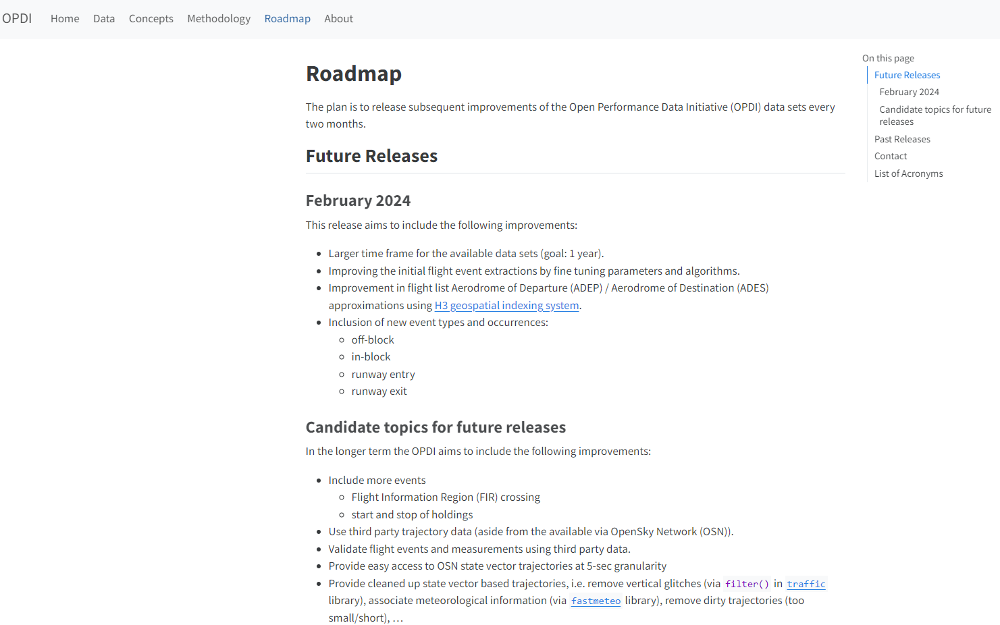 OPDI Home Data Concepts Methodology Roadmap About
On this page
Future Releases
February 2024
Candidate topics for future
releases
Past Releases
Contact
List of Acronyms
Roadmap
The plan is to release subsequent improvements of the Open Performance Data Initiative (OPDI) data sets every
two months.
Future Releases
February 2024
This release aims to include the following improvements:
• Larger time frame for the available data sets (goal: 1 year).
• Improving the initial flight event extractions by fine tuning parameters and algorithms.
• Improvement in flight list Aerodrome of Departure (ADEP) / Aerodrome of Destination (ADES)
approximations using H3 geospatial indexing system.
• Inclusion of new event types and occurrences:
◦ off-block
◦ in-block
◦ runway entry
◦ runway exit
Candidate topics for future releases
In the longer term the OPDI aims to include the following improvements:
• Include more events
◦ Flight Information Region (FIR) crossing
◦ start and stop of holdings
• Use third party trajectory data (aside from the available via OpenSky Network (OSN)).
• Validate flight events and measurements using third party data.
• Provide easy access to OSN state vector trajectories at 5-sec granularity
• Provide cleaned up state vector based trajectories, i.e. remove vertical glitches (via filter() in traffic
library), associate meteorological information (via fastmeteo library), remove dirty trajectories (too
small/short), …